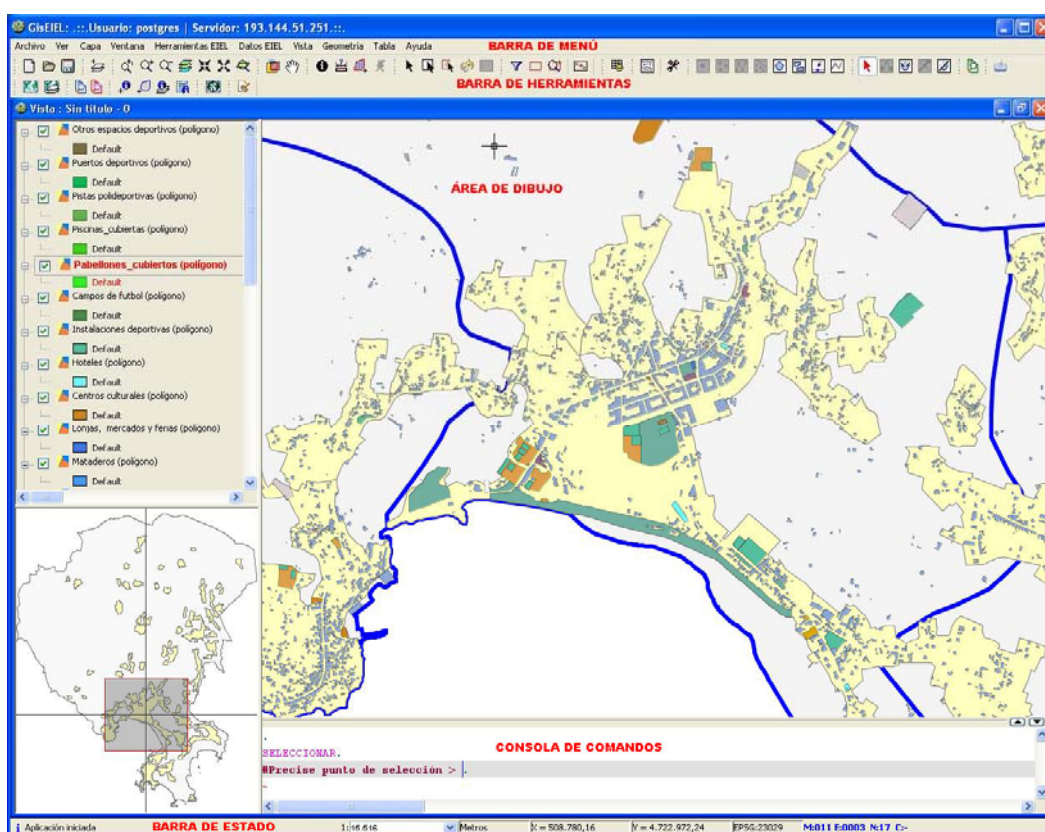 GisEIEL: .::.Usuario: postgres | Servidor: 193.144.51.251.::.
Archivo Ver Capa Ventana Herramientas EIEL Datos EIEL Vista Geometría Tabla Ayuda
BARRA DE MENÚ
BARRA DE HERRAMIENTAS
Vista : Sin título - 0
Otros espacios deportivos (polígono)
Default
Puertos deportivos (polígono)
Default
Pistas polideportivas (polígono)
Default
Piscinas_cubiertas (polígono)
Default
Pabellones_cubiertos (polígono)
Default
Campos de futbol (polígono)
Default
Instalaciones deportivas (polígono)
Default
Hoteles (polígono)
Default
Centros culturales (polígono)
Default
Lonjas, mercados y ferias (polígono)
Default
Mataderos (polígono)
Default
ÁREA DE DIBUJO
SELECCIONAR.
CONSOLA DE COMANDOS
#Precise punto de selección > .
Aplicación iniciada
BARRA DE ESTADO
Metros
X = 508.780,16
Y = 4.722.972,24
EPSG:23029
M:011 E:0003 N:17 C:-